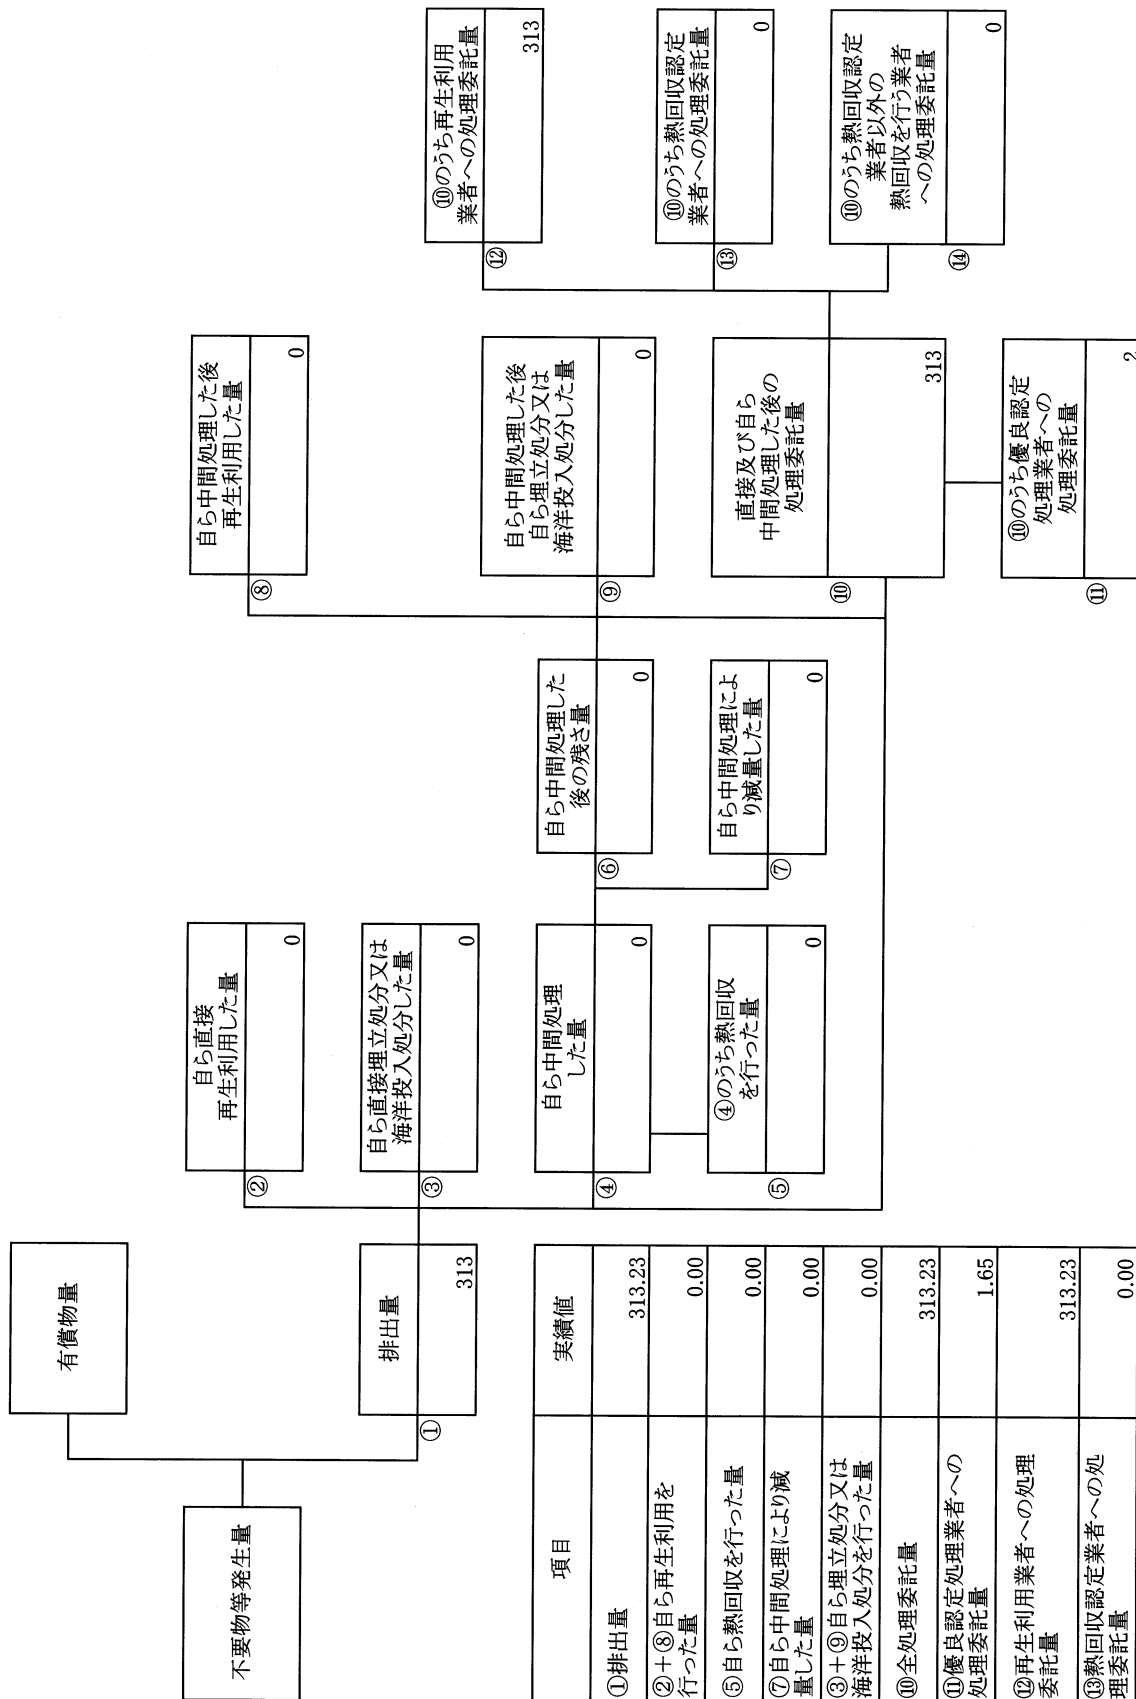 不要物等発生量
有償物量
排出量
①
313
自ら直接
再生利用した量
②
0
自ら直接埋立処分又は
海洋投入処分した量
③
0
自ら中間処理
した量
④
0
④のうち熱回収
を行った量
⑤
0
自ら中間処理した
後の残さ量
⑥
0
自ら中間処理によ
り減量した量
⑦
0
自ら中間処理した後
再生利用した量
⑧
0
自ら中間処理した後
自ら埋立処分又は
海洋投入処分した量
⑨
0
直接及び自ら
中間処理した後の
処理委託量
⑩
313
⑩のうち優良認定
処理業者への
処理委託量
⑪
2
⑩のうち再生利用
業者への処理委託量
⑫
313
⑩のうち熱回収認定
業者への処理委託量
⑬
0
⑩のうち熱回収認定
業者以外の
熱回収を行う業者
への処理委託量
⑭
0
項目 実績値
①排出量 313.23
②+⑧自ら再生利用を
行った量 0.00
⑤自ら熱回収を行った量 0.00
⑦自ら中間処理により減
量した量 0.00
③+⑨自ら埋立処分又は
海洋投入処分を行った量 0.00
⑩全処理委託量 313.23
⑪優良認定処理業者への
処理委託量 1.65
⑫再生利用業者への処理
委託量 313.23
⑬熱回収認定業者への処
理委託量 0.00